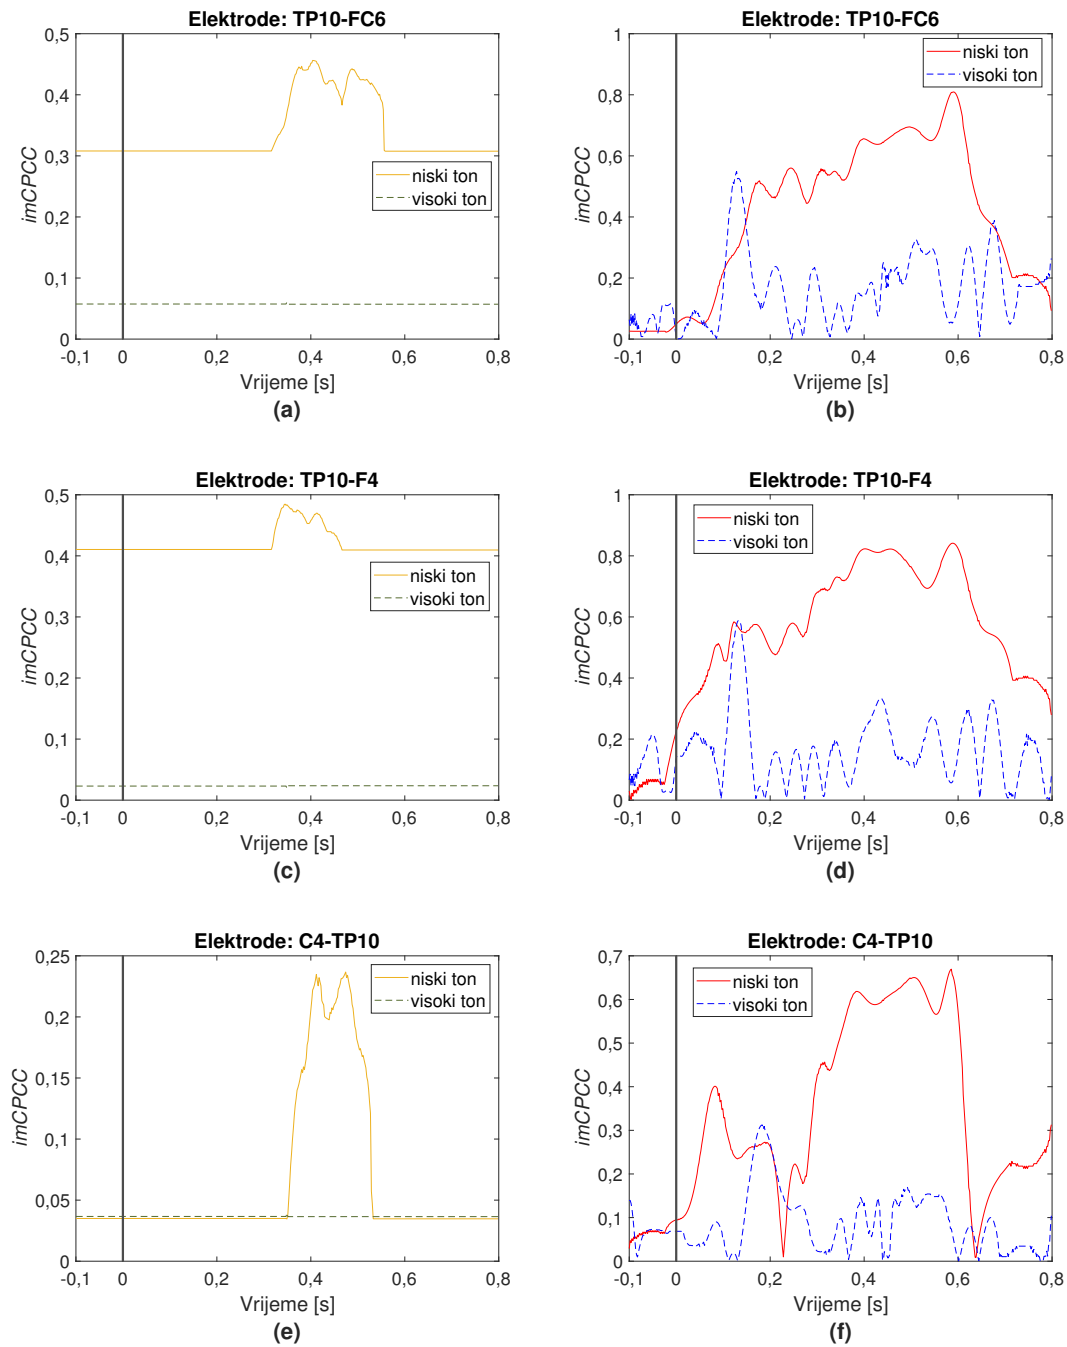 Elektrode: TP10-FC6
0,5
0,4
0,3
0,2
0,1
0
imCPCC
niski ton
visoki ton
-0,1 0 0,2 0,4 0,6 0,8
Vrijeme [s]
(a)
Elektrode: TP10-FC6
1
0,8
0,6
0,4
0,2
0
imCPCC
niski ton
visoki ton
-0,1 0 0,2 0,4 0,6 0,8
Vrijeme [s]
(b)
Elektrode: TP10-F4
0,5
0,4
0,3
0,2
0,1
0
imCPCC
niski ton
visoki ton
-0,1 0 0,2 0,4 0,6 0,8
Vrijeme [s]
(c)
Elektrode: TP10-F4
1
0,8
0,6
0,4
0,2
0
imCPCC
niski ton
visoki ton
-0,1 0 0,2 0,4 0,6 0,8
Vrijeme [s]
(d)
Elektrode: C4-TP10
0,25
0,2
0,15
0,1
0,05
0
imCPCC
niski ton
visoki ton
-0,1 0 0,2 0,4 0,6 0,8
Vrijeme [s]
(e)
Elektrode: C4-TP10
0,7
0,6
0,5
0,4
0,3
0,2
0,1
0
imCPCC
niski ton
visoki ton
-0,1 0 0,2 0,4 0,6 0,8
Vrijeme [s]
(f)